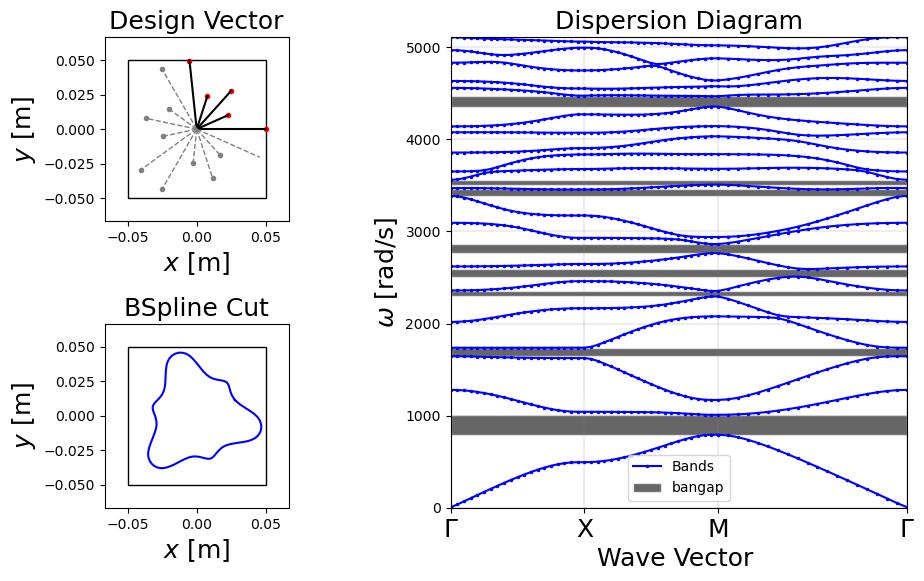 Design Vector
0.050
0.025
0.000
−0.025
−0.050
y [m]
−0.05
0.00
0.05
x [m]
BSpline Cut
0.050
0.025
0.000
−0.025
−0.050
y [m]
−0.05
0.00
0.05
x [m]
Dispersion Diagram
5000
4000
3000
2000
1000
0
ω [rad/s]
Bands
bangap
Γ
X
M
Γ
Wave Vector